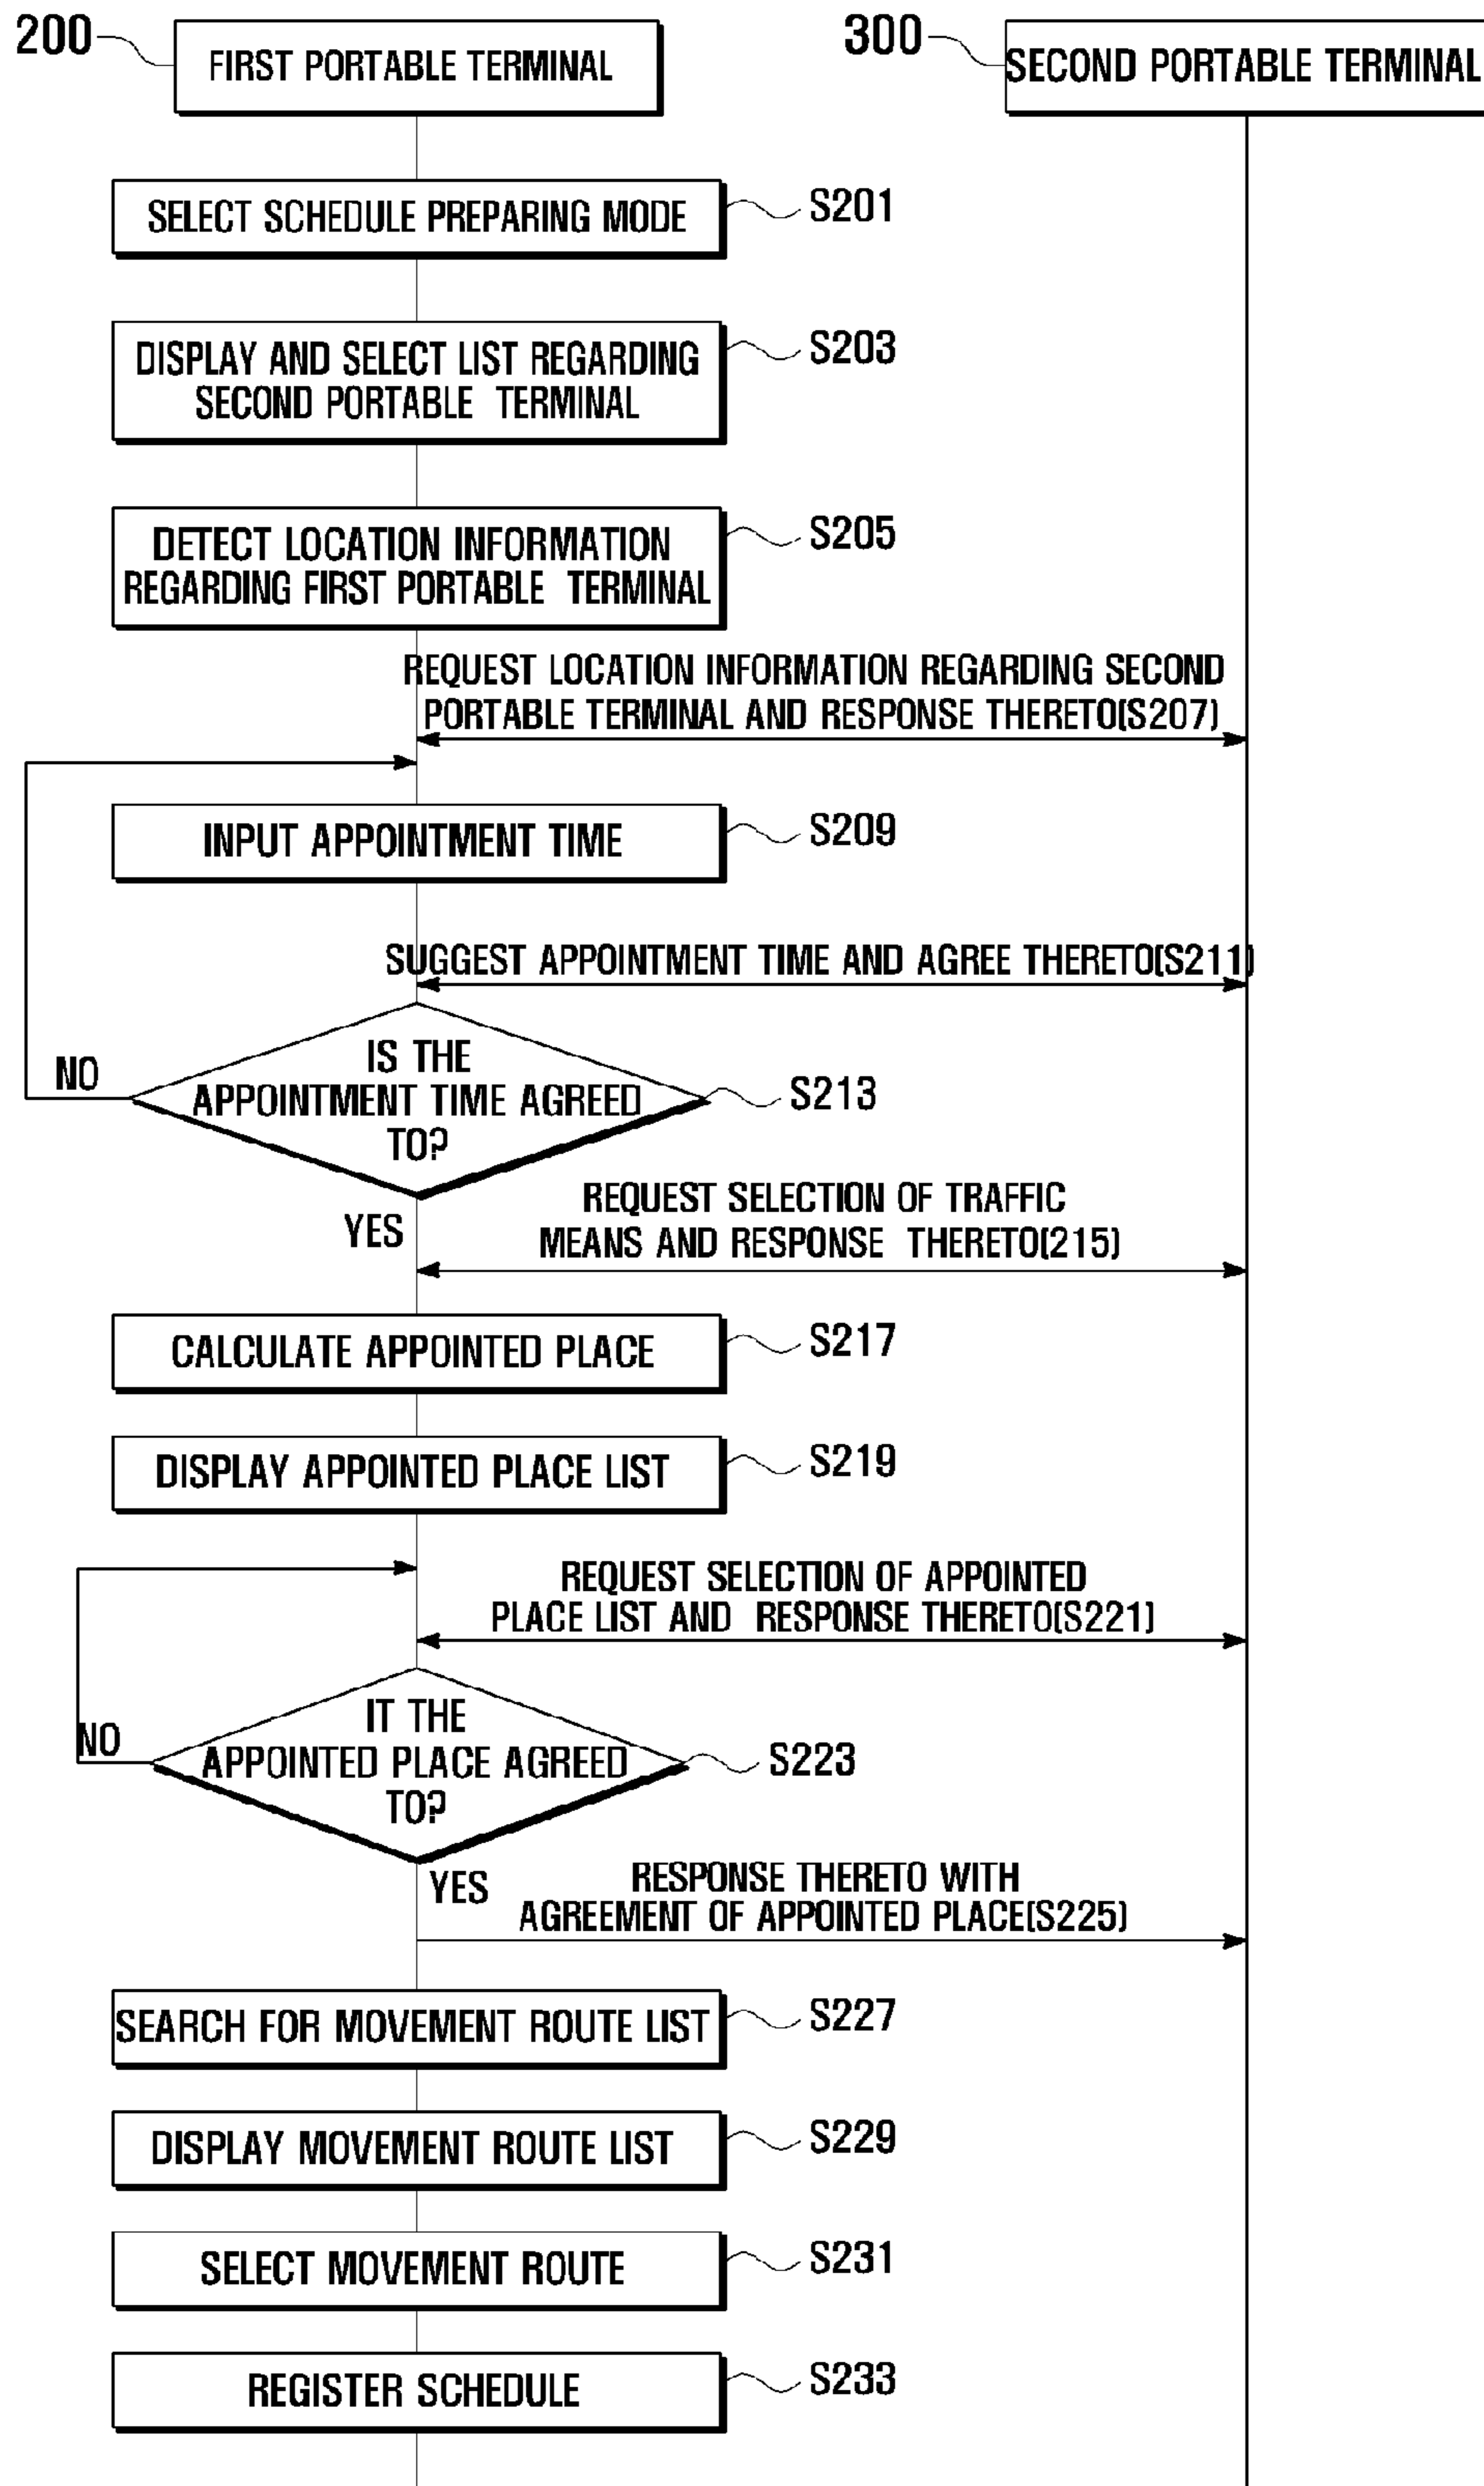 200
FIRST PORTABLE TERMINAL
300
SECOND PORTABLE TERMINAL
SELECT SCHEDULE PREPARING MODE
S201
DISPLAY AND SELECT LIST REGARDING
SECOND PORTABLE TERMINAL
S203
DETECT LOCATION INFORMATION
REGARDING FIRST PORTABLE TERMINAL
S205
REQUEST LOCATION INFORMATION REGARDING SECOND
PORTABLE TERMINAL AND RESPONSE THERETO(S207)
INPUT APPOINTMENT TIME
S209
SUGGEST APPOINTMENT TIME AND AGREE THERETO(S211)
IS THE
APPOINTMENT TIME AGREED
TO?
NO
S213
YES
REQUEST SELECTION OF TRAFFIC
MEANS AND RESPONSE THERETO(215)
CALCULATE APPOINTED PLACE
S217
DISPLAY APPOINTED PLACE LIST
S219
REQUEST SELECTION OF APPOINTED
PLACE LIST AND RESPONSE THERETO(S221)
IT THE
APPOINTED PLACE AGREED
TO?
NO
S223
YES
RESPONSE THERETO WITH
AGREEMENT OF APPOINTED PLACE(S225)
SEARCH FOR MOVEMENT ROUTE LIST
S227
DISPLAY MOVEMENT ROUTE LIST
S229
SELECT MOVEMENT ROUTE
S231
REGISTER SCHEDULE
S233